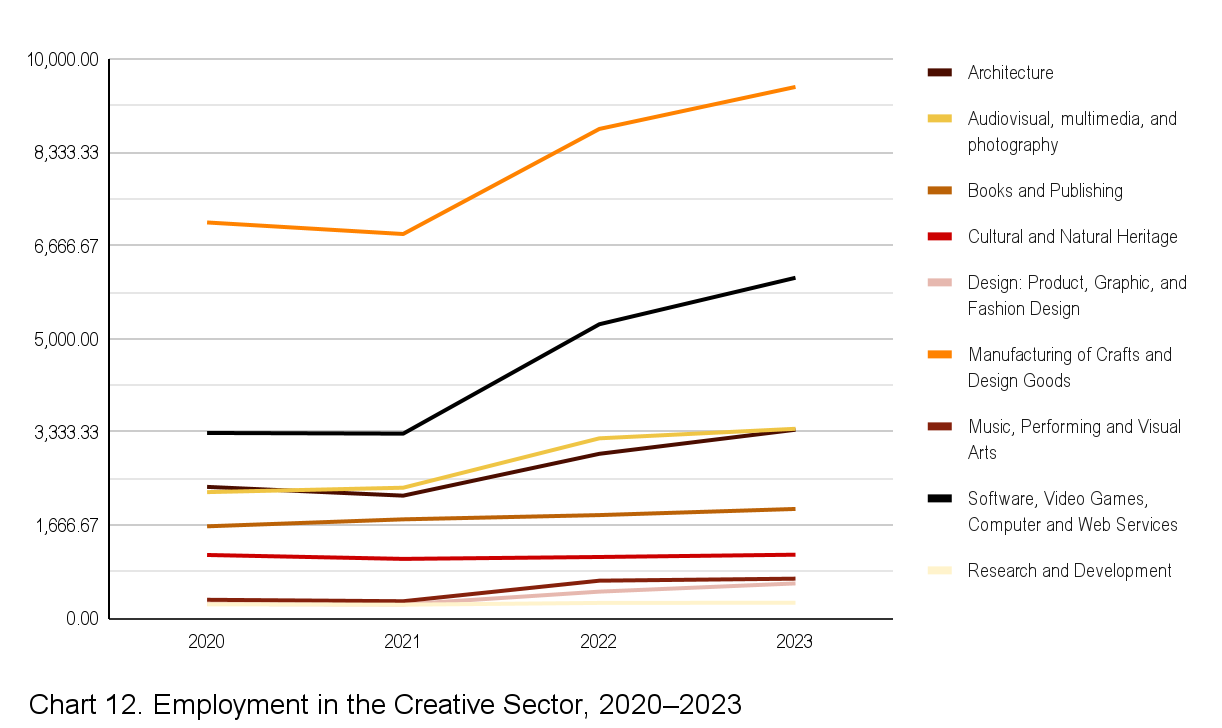 10,000.00
8,333.33
6,666.67
5,000.00
3,333.33
1,666.67
0.00
2020
2021
2022
2023
Architecture
Audiovisual, multimedia, and
photography
Books and Publishing
Cultural and Natural Heritage
Design: Product, Graphic, and
Fashion Design
Manufacturing of Crafts and
Design Goods
Music, Performing and Visual
Arts
Software, Video Games,
Computer and Web Services
Research and Development
Chart 12. Employment in the Creative Sector, 2020–2023